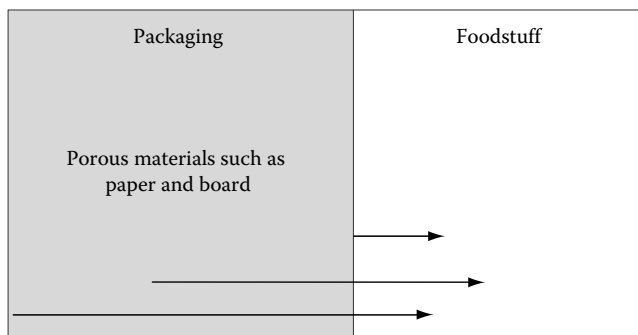 Packaging
Foodstuff
Porous materials such as
paper and board